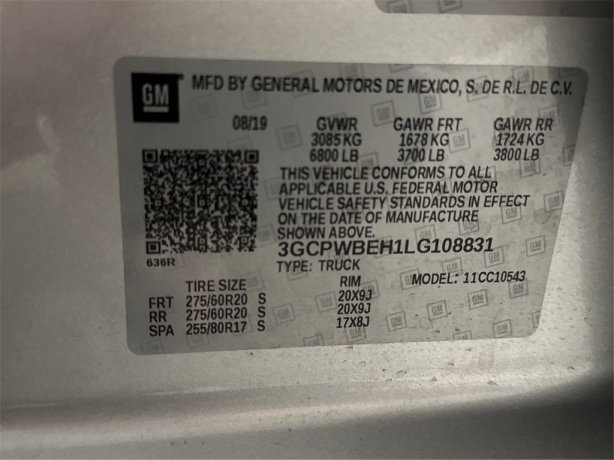 GM
MFD BY GENERAL MOTORS DE MEXICO, S. DE R.L. DE C.V.
08/19 GVWR GAWR FRT GAWR RR
3085 KG 1678 KG 1724 KG
6800 LB 3700 LB 3800 LB
THIS VEHICLE CONFORMS TO ALL
APPLICABLE U.S. FEDERAL MOTOR
VEHICLE SAFETY STANDARDS IN EFFECT
ON THE DATE OF MANUFACTURE
SHOWN ABOVE.
3GCPWBEH1LG108831
636R TYPE: TRUCK MODEL: 11CC10543
TIRE SIZE RIM
FRT 275/60R20 S 20X9J
RR 275/60R20 S 20X9J
SPA 255/80R17 S 17X8J